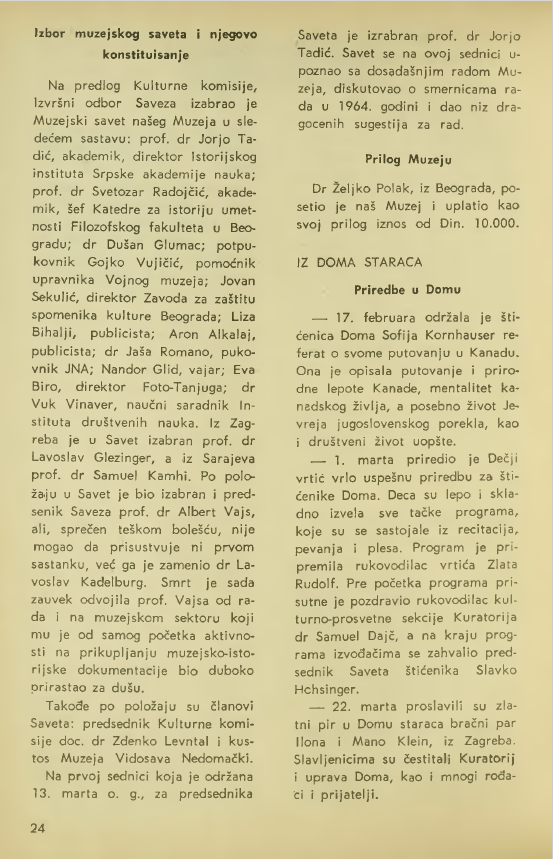 Izbor muzejskog saveta i njegovo
konstituisanje
Na predlog Kulturne komisije,
Izvršni odbor Saveza izabrao je
Muzejski savet našeg Muzeja u sle-
dećem sastavu: prof. dr Jorjo Ta-
dić, akademik, direktor Istorijskog
instituta Srpske akademije nauka;
prof. dr Svetozar Radojčić, akade-
mik, šef Katedre za istoriju umet-
nosti Filozofskog fakulteta u Beo-
gradu; dr Dušan Glumac; potpu-
kovnik Gojko Vujičić, pomoćnik
upravnika Vojnog muzeja; Jovan
Sekulić, direktor Zavoda za zaštitu
spomenika kulture Beograda; Liza
Bihalji, publicista; Aron Alkalaj,
publicista; dr Jaša Romano, puko-
vnik JNA; Nandor Glid, vajar; Eva
Biro, direktor Foto-Tanjuga; dr
Vuk Vinaver, naučni saradnik In-
stituta društvenih nauka. Iz Zag-
reba je u Savet izabran prof. dr
Lavoslav Glezinger, a iz Sarajeva
prof. dr Samuel Kamhi. Po polo-
žaju u Savet je bio izabran i pred-
senik Saveza prof. dr Albert Vajs,
ali, sprečen teškom bolešću, nije
mogao da prisustvuje ni prvom
sastanku, već ga je zamenio dr La-
voslav Kadelburg. Smrt je sada
zauvek odvojila prof. Vajsa od ra-
da i na muzejskom sektoru koji
mu je od samog početka aktivno-
sti na prikupljanju muzejsko-isto-
rijske dokumentacije bio duboko
prirastao za dušu.
Takođe po položaju su članovi
Saveta: predsednik Kulturne komi-
sije doc. dr Zdenko Levntal i kus-
tos Muzeja Vidosava Nedomački.
Na prvoj sednici koja je održana
13. marta o. g., za predsednika
Saveta je izrabran prof. dr Jorjo
Tadić. Savet se na ovoj sednici u-
poznao sa dosadašnjim radom Mu-
zeja, diskutovao o smernicama ra-
da u 1964. godini i dao niz dra-
gocenih sugestija za rad.
Prilog Muzeju
Dr Željko Polak, iz Beograda, po-
setio je naš Muzej i uplatio kao
svoj prilog iznos od Din. 10.000.
IZ DOMA STARACA
Priredbe u Domu
— 17. februara održala je šti-
ćenica Doma Sofija Kornhauser re-
ferat o svome putovanju u Kanadu.
Ona je opisala putovanje i priro-
dne lepote Kanade, mentalitet ka-
nadskog življa, a posebno život Je-
vreja jugoslovenskog porekla, kao
i društveni život uopšte.
— 1. marta priredio je Dečji
vrtić vrlo uspešnu priredbu za šti-
ćenike Doma. Deca su lepo i skla-
dno izvela sve tačke programa,
koje su se sastojale iz recitacija,
pevanja i plesa. Program je pri-
premila rukovodilac vrtića Zlata
Rudolf. Pre početka programa pri-
sutne je pozdravio rukovodilac kul-
turno-prosvetne sekcije Kuratorija
dr Samuel Dajč, a na kraju prog-
rama izvođačima se zahvalio pred-
sednik Saveta štićenika Slavko
Hchsinger.
— 22. marta proslavili su zla-
tni pir u Domu staraca bračni par
Ilona i Mano Klein, iz Zagreba.
Slavljenicima su čestitali Kuratorij
i uprava Doma, kao i mnogi rođa-
ci i prijatelji.
24